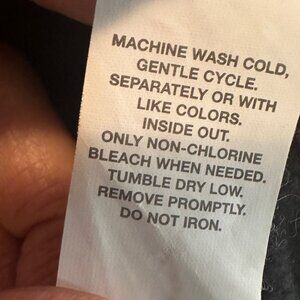 MACHINE WASH COLD,
GENTLE CYCLE.
SEPARATELY OR WITH
LIKE COLORS.
INSIDE OUT.
ONLY NON-CHLORINE
BLEACH WHEN NEEDED.
TUMBLE DRY LOW.
REMOVE PROMPTLY.
DO NOT IRON.